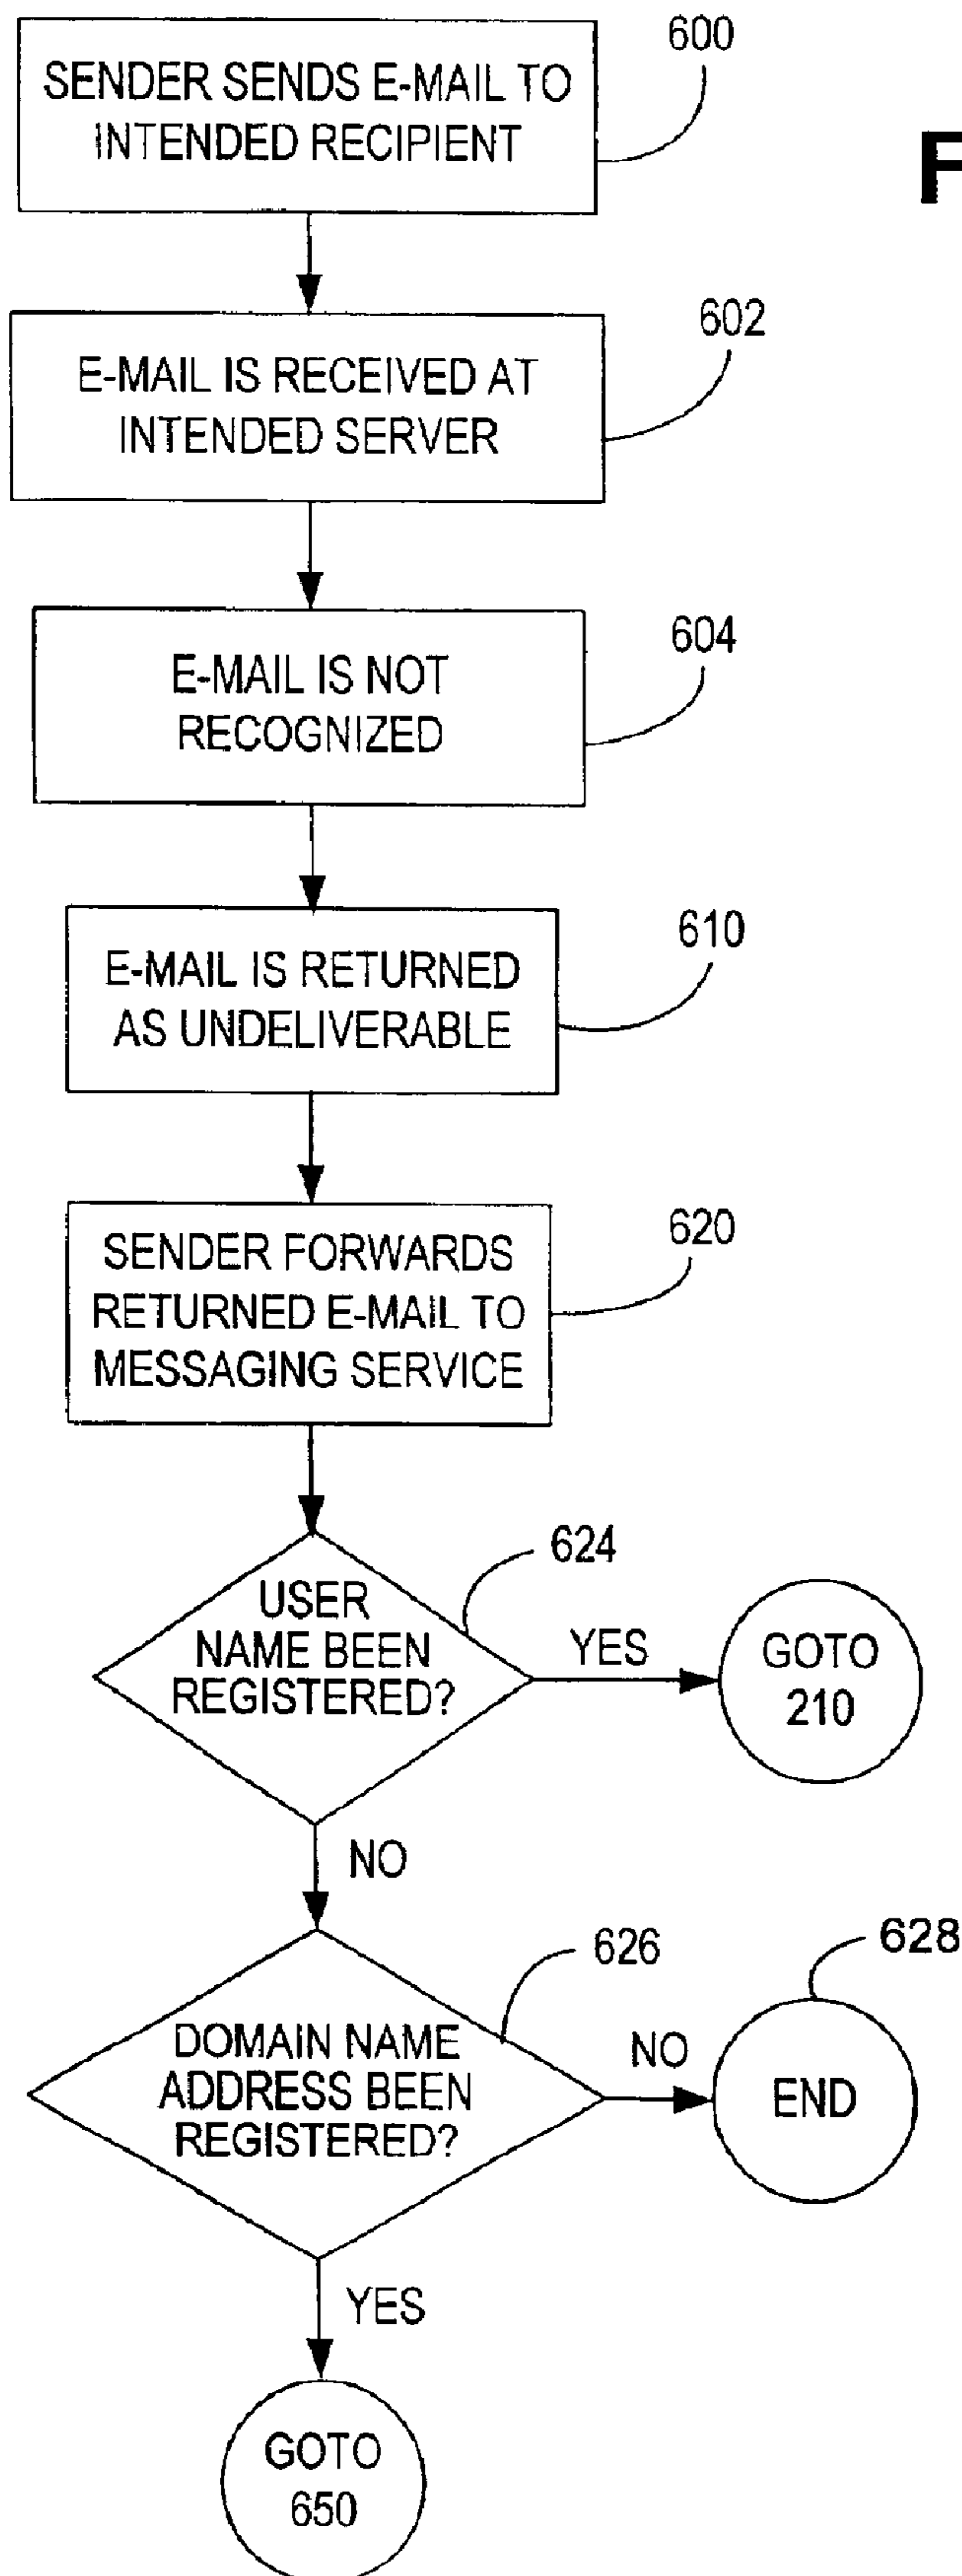 600
SENDER SENDS E-MAIL TO
INTENDED RECIPIENT
F
602
E-MAIL IS RECEIVED AT
INTENDED SERVER
604
E-MAIL IS NOT
RECOGNIZED
610
E-MAIL IS RETURNED
AS UNDELIVERABLE
620
SENDER FORWARDS
RETURNED E-MAIL TO
MESSAGING SERVICE
624
USER
NAME BEEN
REGISTERED?
YES
GOTO
210
NO
626
628
DOMAIN NAME
ADDRESS BEEN
REGISTERED?
NO
END
YES
GOTO
650